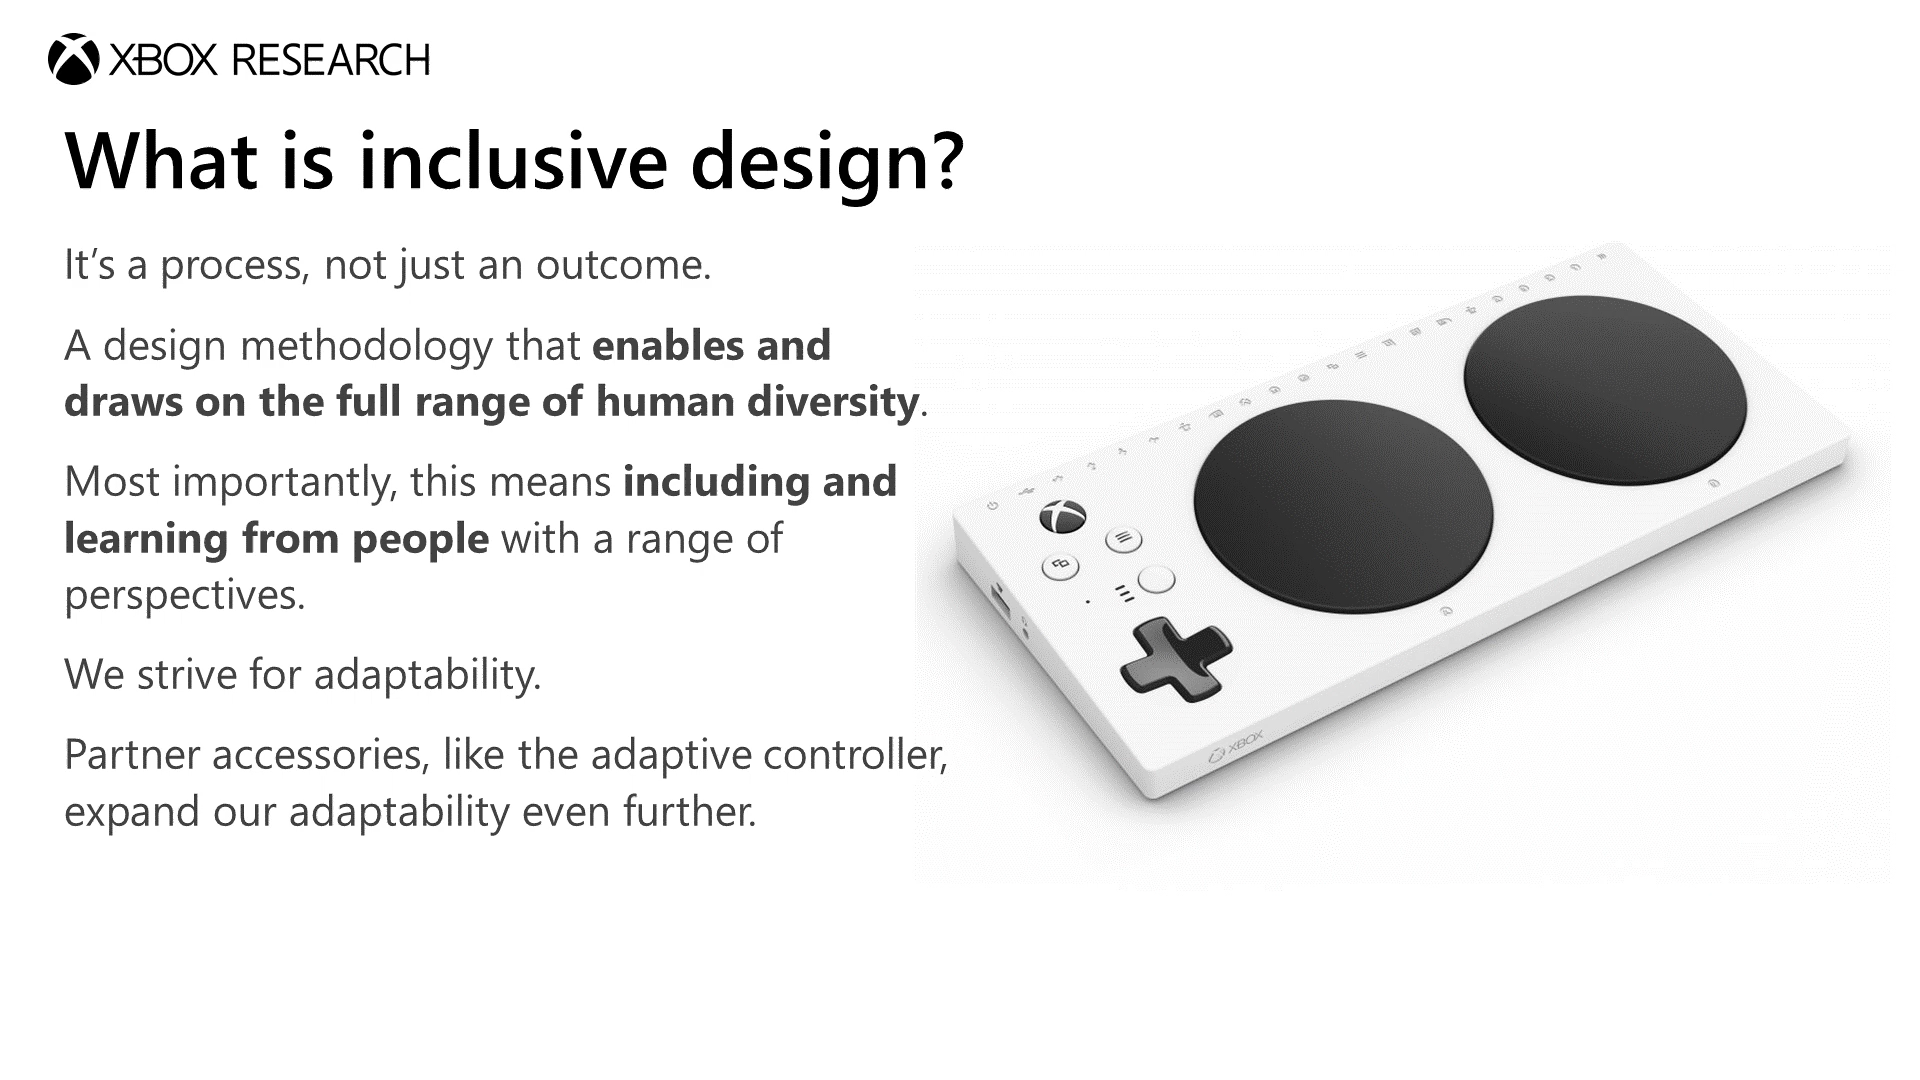 XBOX RESEARCH
What is inclusive design?
It’s a process, not just an outcome.
A design methodology that enables and
draws on the full range of human diversity.
Most importantly, this means including and
learning from people with a range of
perspectives.
We strive for adaptability.
Partner accessories, like the adaptive controller,
expand our adaptability even further.
XBOX